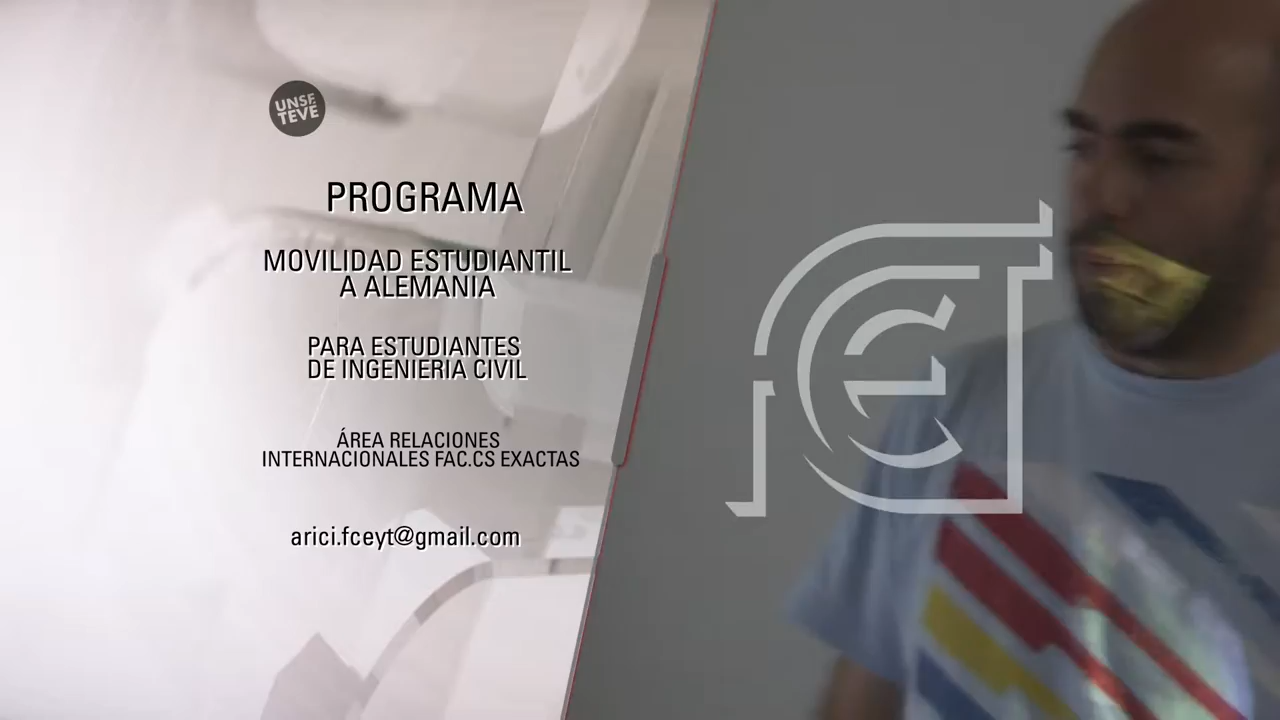 UNSE
TEVE
PROGRAMA
MOVILIDAD ESTUDIANTIL
A ALEMANIA
PARA ESTUDIANTES
DE INGENIERIA CIVIL
ÁREA RELACIONES
INTERNACIONALES FAC.CS EXACTAS
arici.fceyt@gmail.com